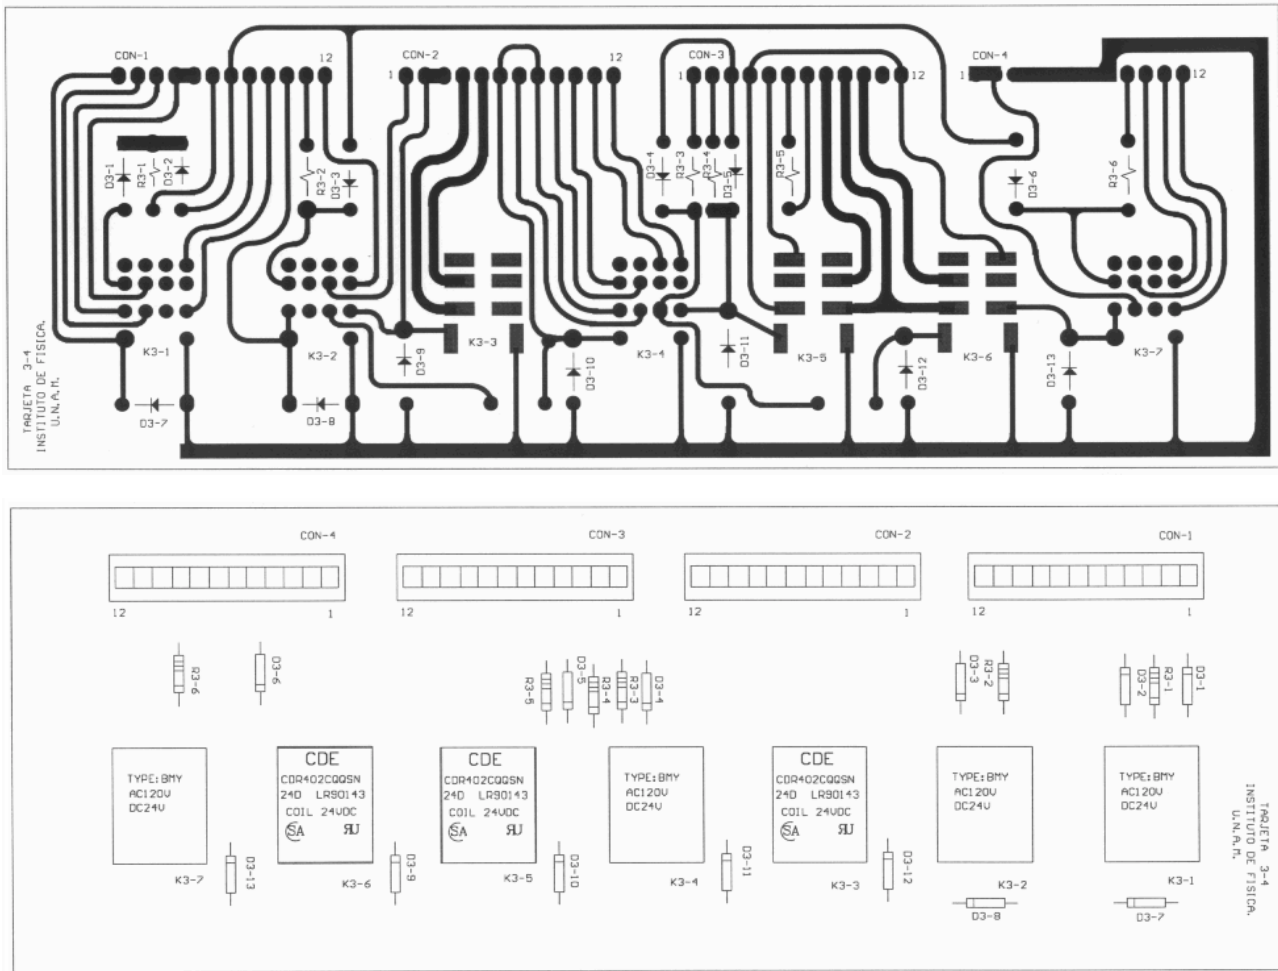 CON-1
12
CON-2
1
CON-3
1
12
CON-4
1
12
D3-1
R3-1
D3-2
R3-2
D3-3
D3-4
R3-3
R3-4
D3-5
R3-5
D3-6
R3-6
K3-1
K3-2
D3-9
K3-3
D3-10
K3-4
D3-11
K3-5
D3-12
K3-6
D3-13
K3-7
D3-7
D3-8
12
TARJETA 3-4
INSTITUTO DE FISICA.
U.N.A.M.
CON-4
CON-3
CON-2
CON-1
12
1
12
1
12
1
12
1
R3-6
D3-6
R3-5
D3-5
R3-4
R3-3
D3-4
D3-3
R3-2
D3-2
R3-1
D3-1
TYPE:BMY
AC120V
DC24V
CDE
CDR402CQQSN
24D LR90143
COIL 24VDC
SA
CDE
CDR402CQQSN
24D LR90143
COIL 24VDC
SA
TYPE:BMY
AC120V
DC24V
CDE
CDR402CQQSN
24D LR90143
COIL 24VDC
SA
TYPE:BMY
AC120V
DC24V
TYPE:BMY
AC120V
DC24V
K3-7
D3-13
K3-6
D3-9
K3-5
D3-10
K3-4
D3-11
K3-3
D3-12
K3-2
K3-1
D3-8
D3-7
TARJETA 3-4
INSTITUTO DE FISICA.
U.N.A.M.